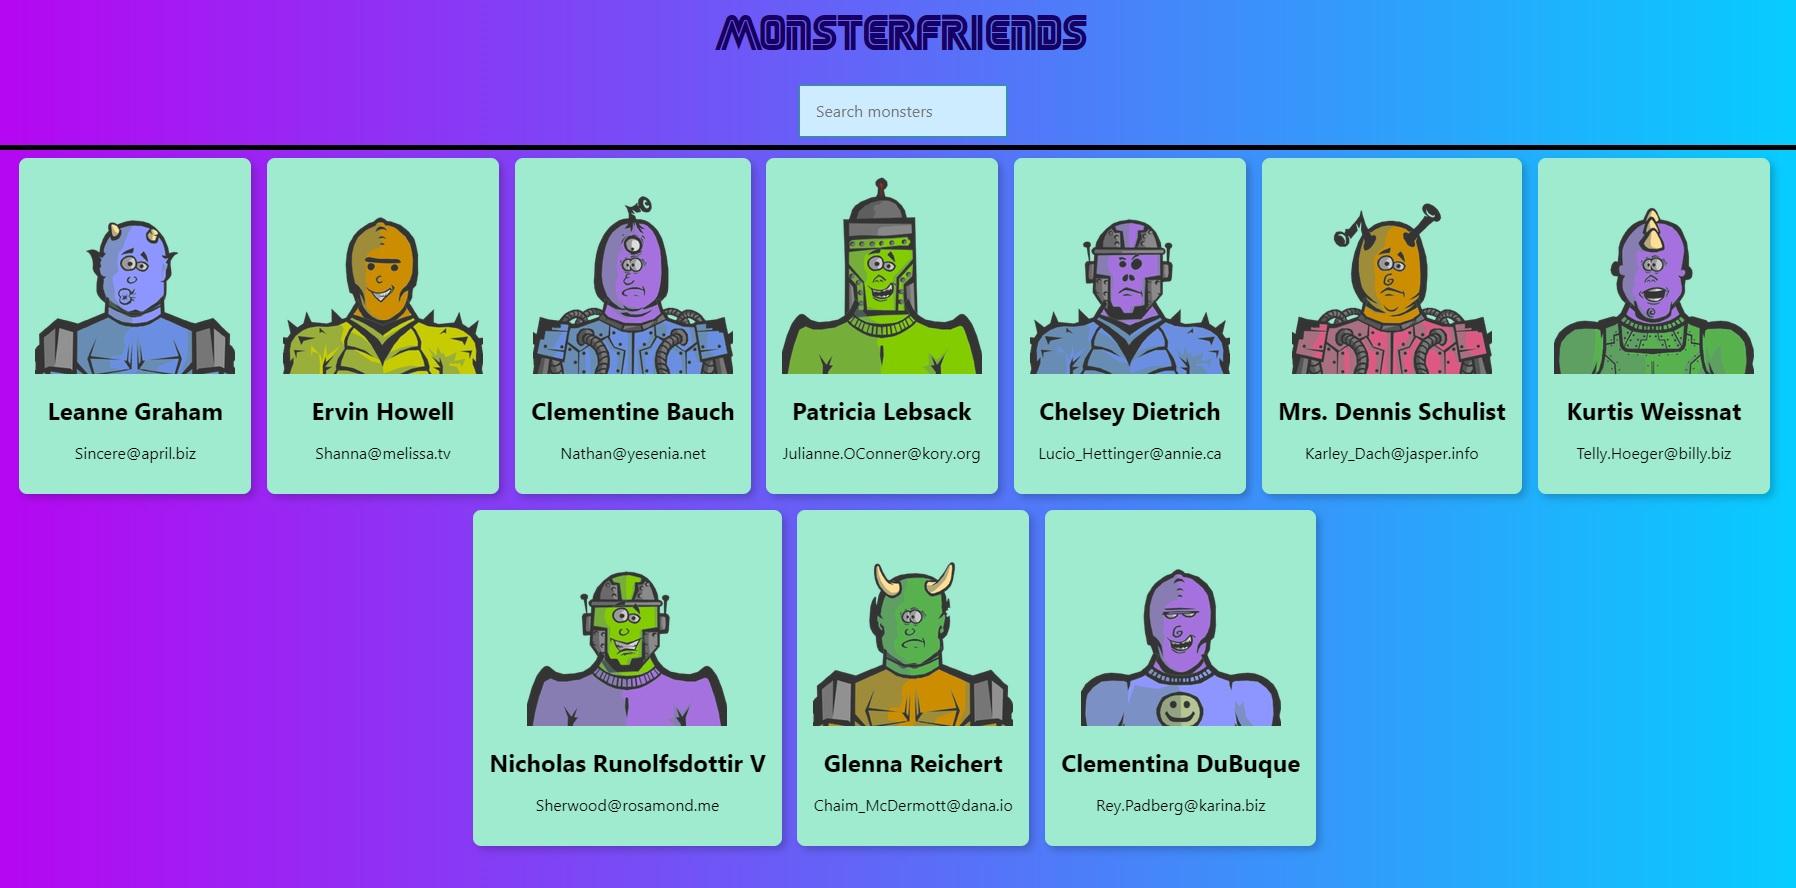 MONSTERFRIENDS
Search monsters
Leanne Graham
Sincere@april.biz
Ervin Howell
Shanna@melissa.tv
Clementine Bauch
Nathan@yesenia.net
Patricia Lebsack
Julianne.OConner@kory.org
Chelsey Dietrich
Lucio_Hettinger@annie.ca
Mrs. Dennis Schulist
Karley_Dach@jasper.info
Kurtis Weissnat
Telly.Hoeger@billy.biz
Nicholas Runolfsdottir V
Sherwood@rosamond.me
Glenna Reichert
Chaim_McDermott@dana.io
Clementina DuBuque
Rey.Padberg@karina.biz